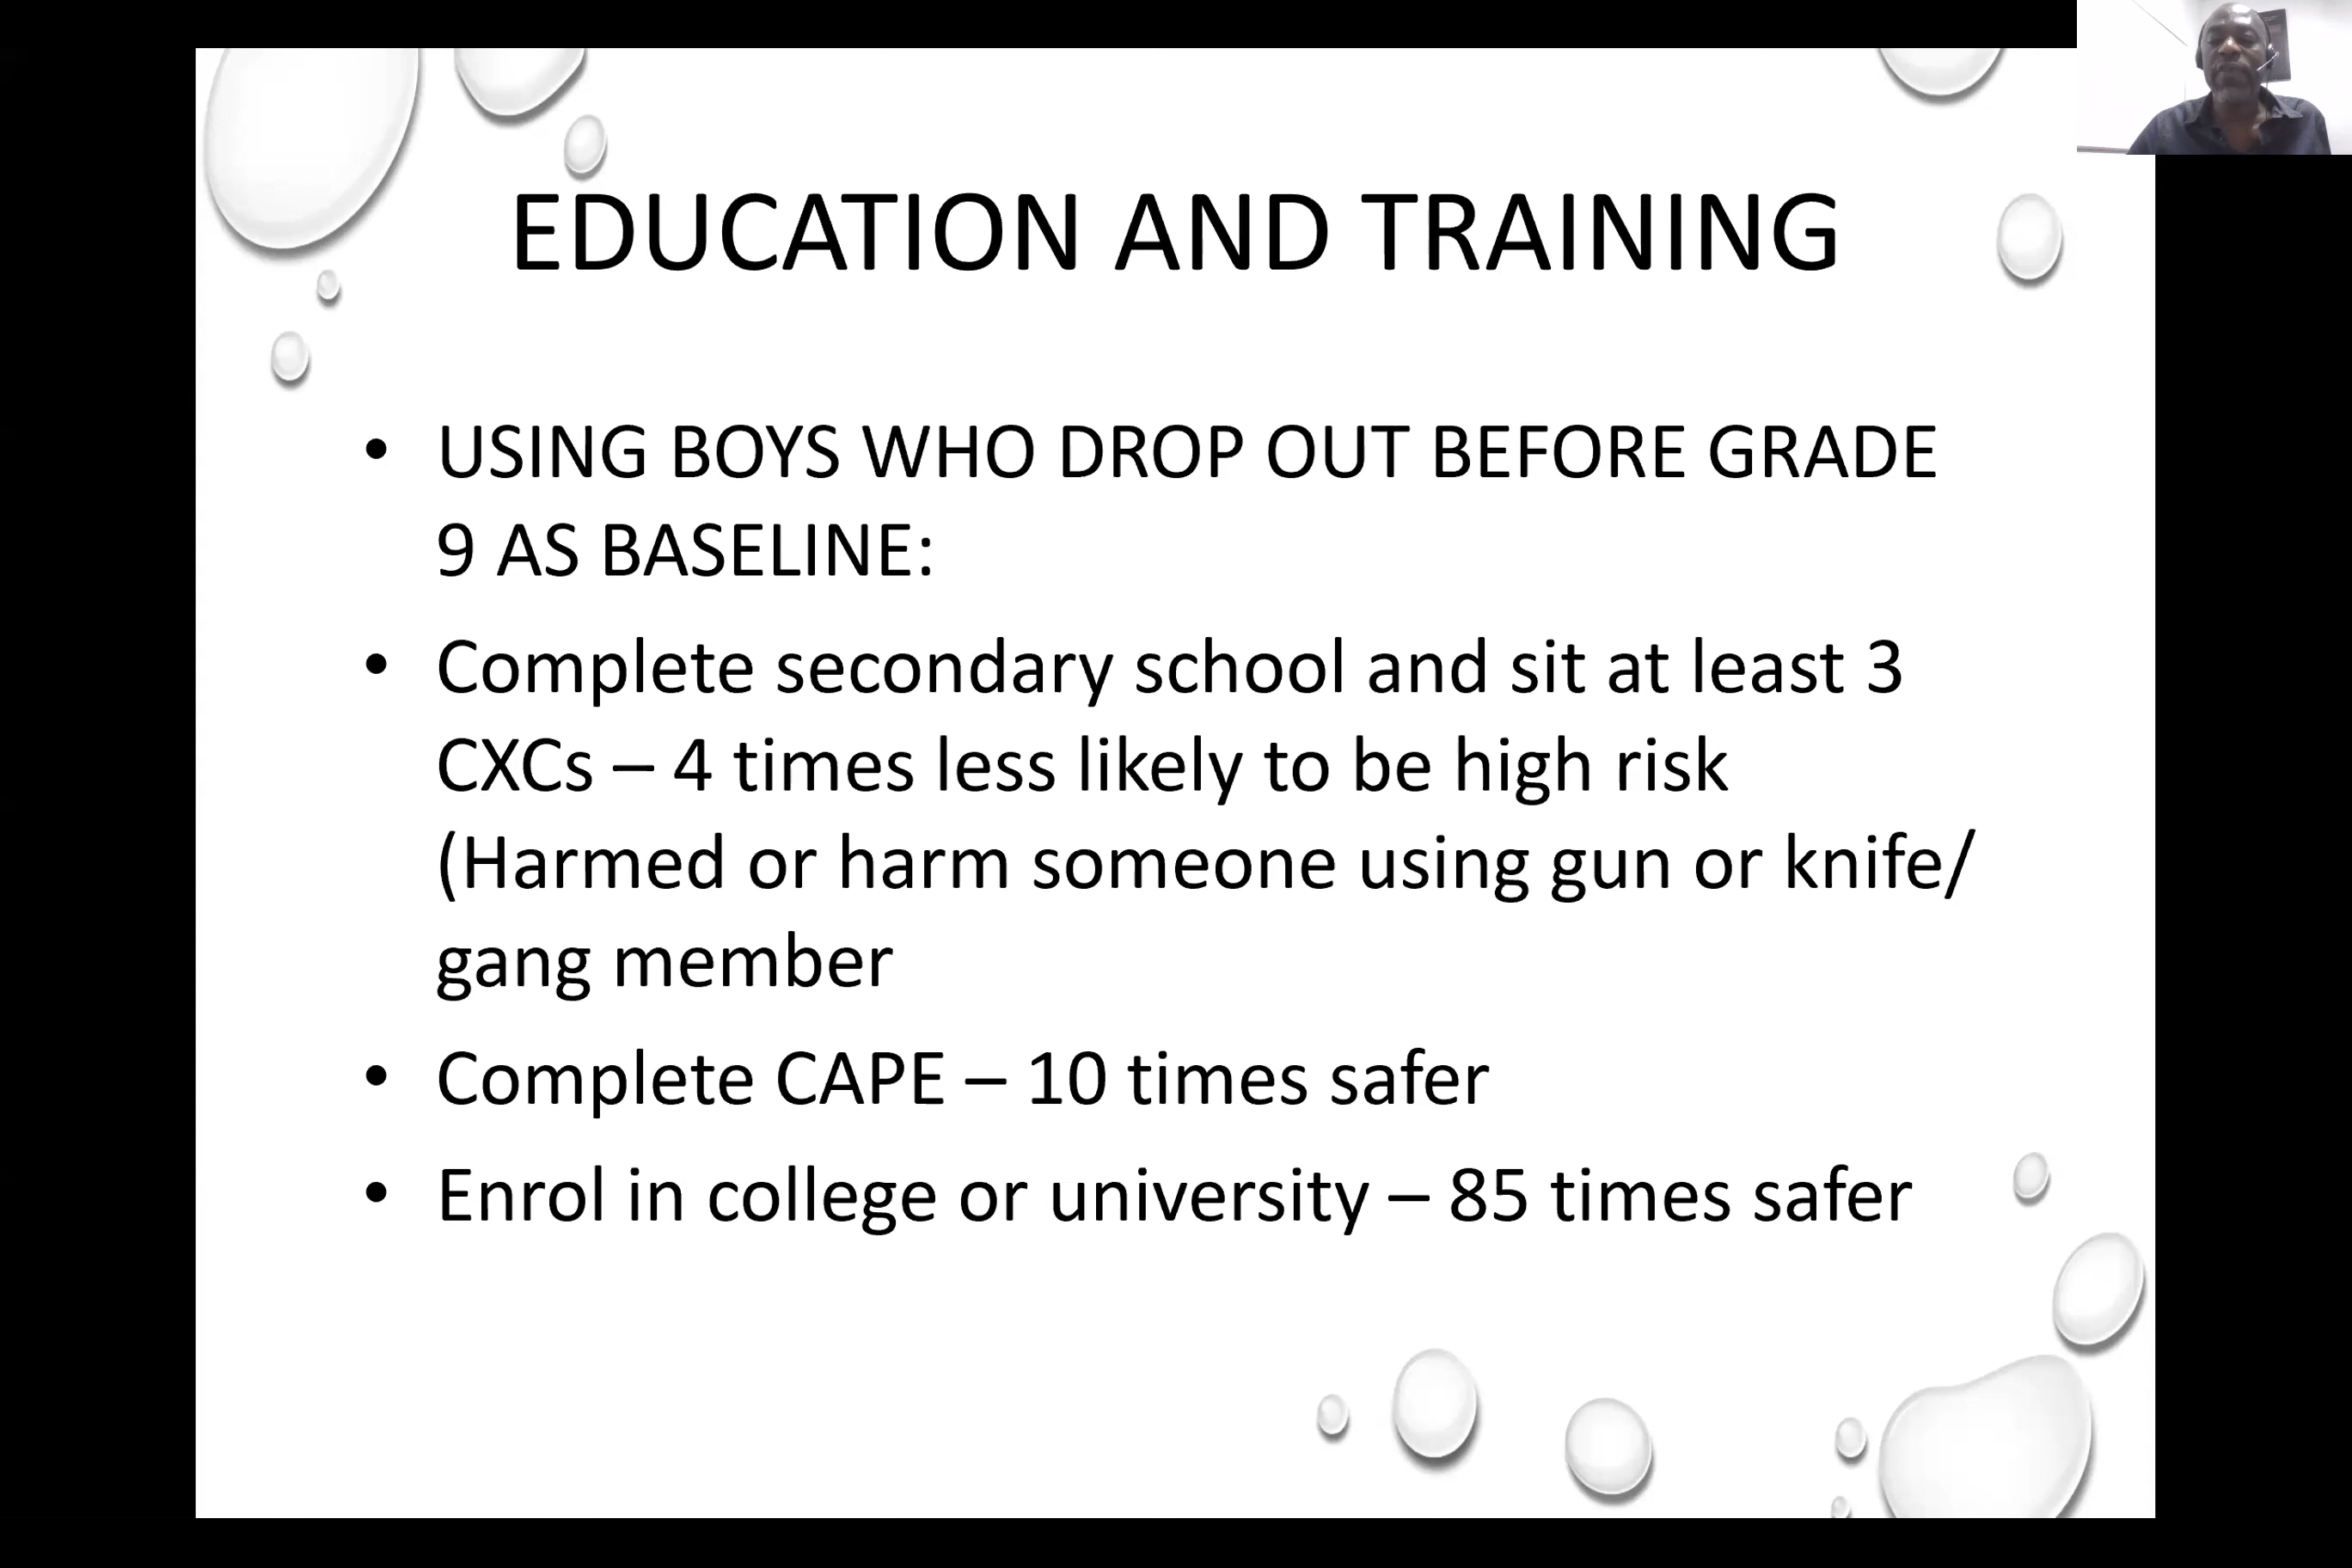 EDUCATION AND TRAINING
• USING BOYS WHO DROP OUT BEFORE GRADE
9 AS BASELINE:
• Complete secondary school and sit at least 3
CXCs – 4 times less likely to be high risk
(Harmed or harm someone using gun or knife/
gang member
• Complete CAPE – 10 times safer
• Enrol in college or university – 85 times safer